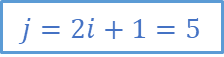 j = 2i + 1 = 5